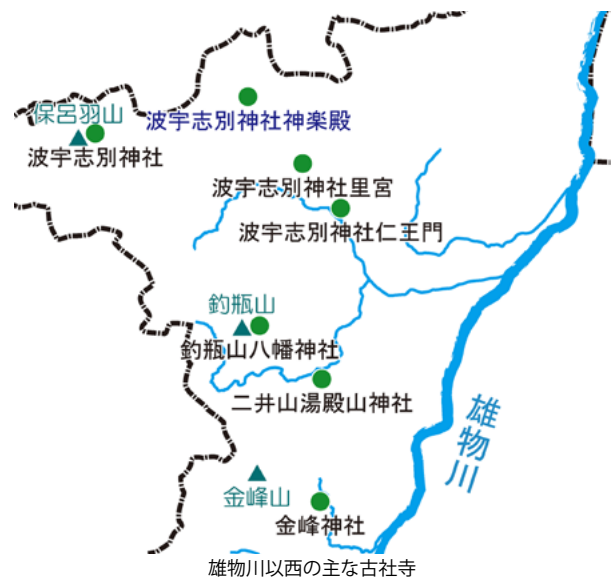 保呂羽山
波宇志別神社神楽殿
波宇志別神社
波宇志別神社里宮
波宇志別神社仁王門
釣瓶山
釣瓶山八幡神社
二井山湯殿山神社
雄物川
金峰山
金峰神社
雄物川以西の主な古社寺